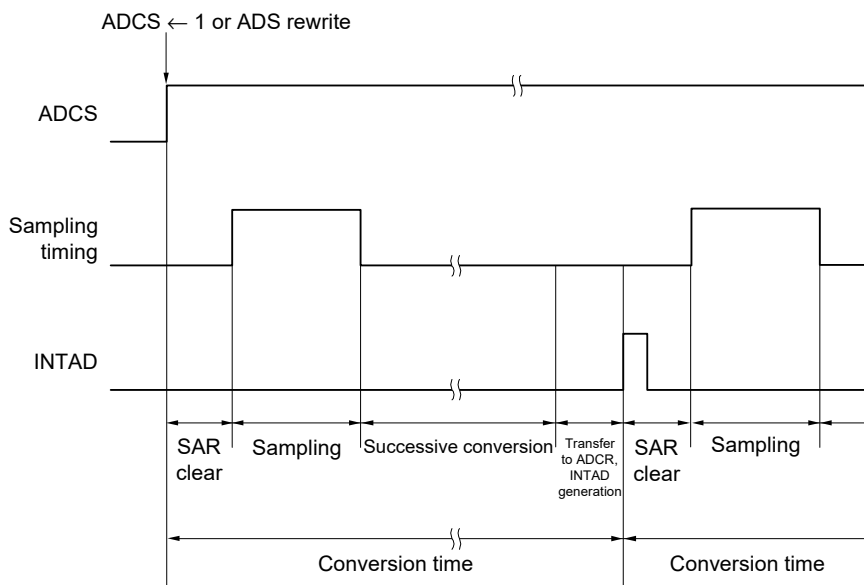 ADCS ← 1 or ADS rewrite
ADCS
Sampling
timing
INTAD
SAR
clear
Sampling
Successive conversion
Transfer
to ADCR,
INTAD
generation
SAR
clear
Sampling
Conversion time
Conversion time